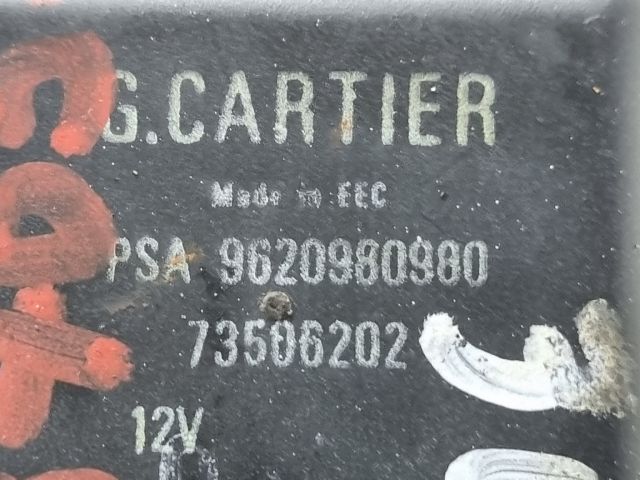 G.CARTIER
Made in EEC
PSA 9620980980
73506202
12V